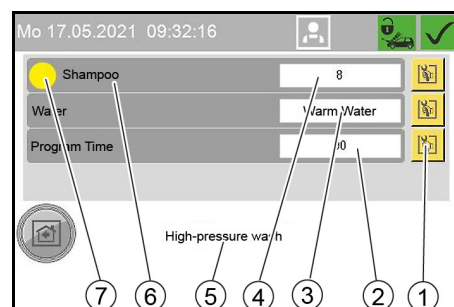 Mo 17.05.2021 09:32:16
Shampoo 8
Water Warm Water
Program Time
High-pressure wash
7 6 5 4 3 2 1